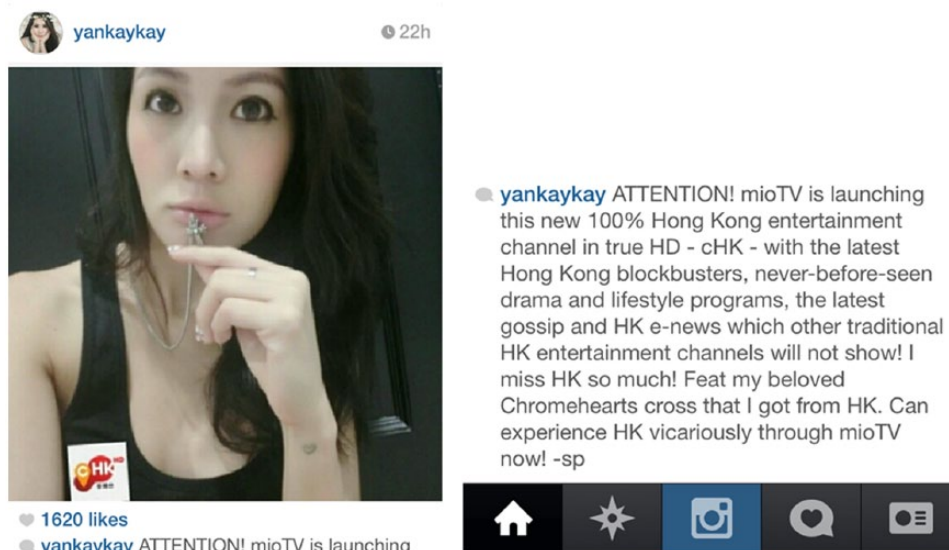 yankaykay
22h
cHK HD
1620 likes
yankaykay ATTENTION! mioTV is launching
yankaykay ATTENTION! mioTV is launching
this new 100% Hong Kong entertainment
channel in true HD - cHK - with the latest
Hong Kong blockbusters, never-before-seen
drama and lifestyle programs, the latest
gossip and HK e-news which other traditional
HK entertainment channels will not show! I
miss HK so much! Feat my beloved
Chromehearts cross that I got from HK. Can
experience HK vicariously through mioTV
now! -sp